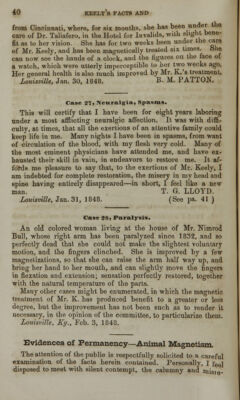 40 KEELY'S FACTS AND
from Cincinnati, where, for six months, she has been under the
care of Dr. Taliafero, in the Hotel for Invalids, with slight bene-
fit as to her vision. She has for two weeks been under the care
of Mr. Keely, and has been magnetically treated six times. She
can now see the hands of a clock, and the figures on the face of
a watch, which were utterly imperceptible to her two weeks ago,
Her general health is also much improved by Mr. K.'s treatment.
Louisville, Jan. 30, 1848. B. M. PATTON.
Case 27, Neuralgia, Spasms.
This will certify that I have been for eight years laboring
under a most afflicting neuralgic affection. It was with diffi-
culty, at times, that all the exertions of an attentive family could
keep life in me. Many nights I have been in spasms, from want
of circulation of the blood, with my flesh very cold. Many of
the most eminent physicians have attended me, and have ex-
hausted their skill in vain, in endeavors to restore me. It af-
fords me pleasure to say that, to the exertions of Mr. Keely, I
am indebted for complete restoration, the misery in my head and
spine having entirely disappeared—in short, I feel like a new
man. T. G. LLOYD.
Louisville, Jan. 31, 1848. (See pa. 41 )
Case 28, Paralysis.
An old colored woman living at the house of Mr. Nimrod
Bull, whose right arm has been paralyzed since 1832, and so
perfectly dead that she could not make the slightest voluntary
motion, and the fingers clinched. She is improved by a few
magnetizations, so that she can raise the arm half way up, and
bring her hand to her mouth, and can slightly move the fingers
in flexation and extension; sensation perfectly restored, together
with the natural temperature of the parts.
Many other cases might be enumerated, in which the magnetic
treatment of Mr. K. has produced benefit to a greater or less
degree, but the improvement has not been such as to render it
necessary, in the opinion of the committee, to particularize them.
Louisville, Ky., Feb. 3, 1848.
Evidences of Permanency—Animal Magnetism.
The attention of the public is respectfully solicited to a careful
examination of the facts herein contained. Personally, I feel
disposed to meet with silent contempt, the calumny and